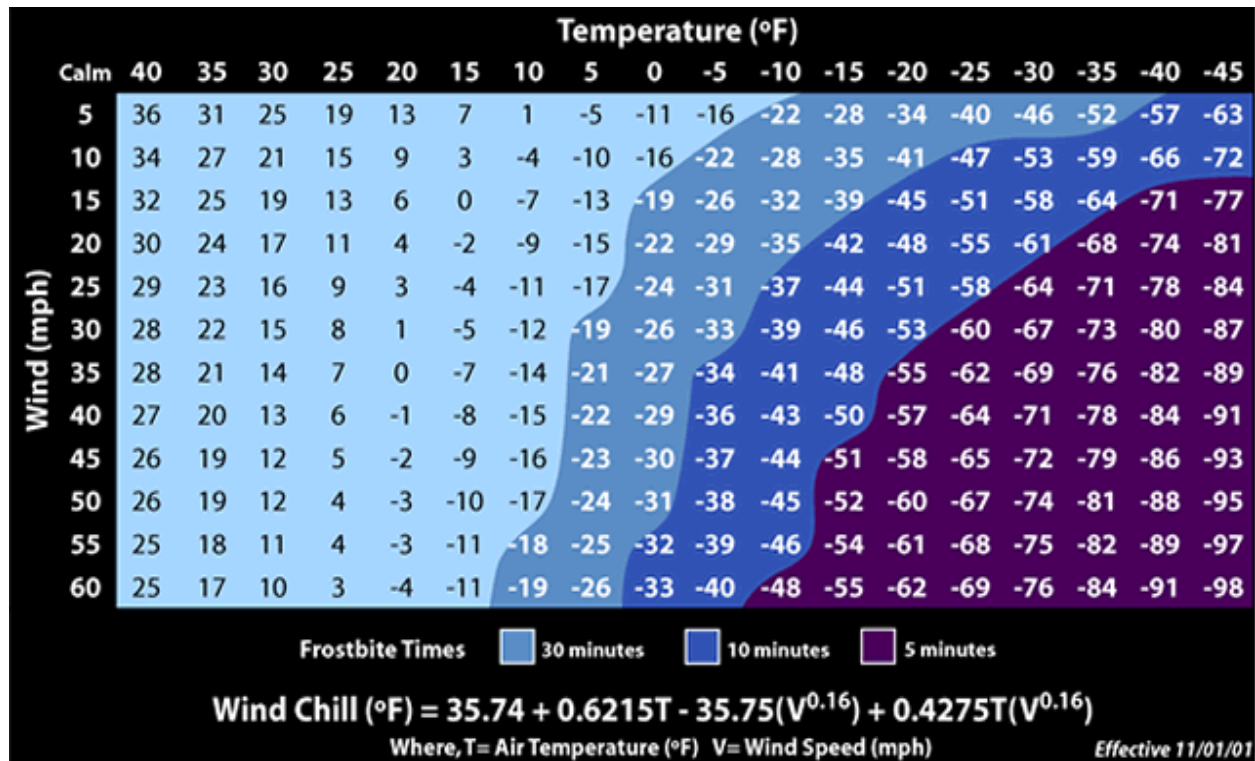 Temperature (ºF)
Calm 40 35 30 25 20 15 10 5 0 -5 -10 -15 -20 -25 -30 -35 -40 -45
Wind (mph)
5 36 31 25 19 13 7 1 -5 -11 -16 -22 -28 -34 -40 -46 -52 -57 -63
10 34 27 21 15 9 3 -4 -10 -16 -22 -28 -35 -41 -47 -53 -59 -66 -72
15 32 25 19 13 6 0 -7 -13 -19 -26 -32 -39 -45 -51 -58 -64 -71 -77
20 30 24 17 11 4 -2 -9 -15 -22 -29 -35 -42 -48 -55 -61 -68 -74 -81
25 29 23 16 9 3 -4 -11 -17 -24 -31 -37 -44 -51 -58 -64 -71 -78 -84
30 28 22 15 8 1 -5 -12 -19 -26 -33 -39 -46 -53 -60 -67 -73 -80 -87
35 28 21 14 7 0 -7 -14 -21 -27 -34 -41 -48 -55 -62 -69 -76 -82 -89
40 27 20 13 6 -1 -8 -15 -22 -29 -36 -43 -50 -57 -64 -71 -78 -84 -91
45 26 19 12 5 -2 -9 -16 -23 -30 -37 -44 -51 -58 -65 -72 -79 -86 -93
50 26 19 12 4 -3 -10 -17 -24 -31 -38 -45 -52 -60 -67 -74 -81 -88 -95
55 25 18 11 4 -3 -11 -18 -25 -32 -39 -46 -54 -61 -68 -75 -82 -89 -97
60 25 17 10 3 -4 -11 -19 -26 -33 -40 -48 -55 -62 -69 -76 -84 -91 -98
Frostbite Times 30 minutes 10 minutes 5 minutes
Wind Chill (ºF) = 35.74 + 0.6215T - 35.75(V^0.16) + 0.4275T(V^0.16)
Where, T= Air Temperature (ºF) V= Wind Speed (mph) Effective 11/01/01